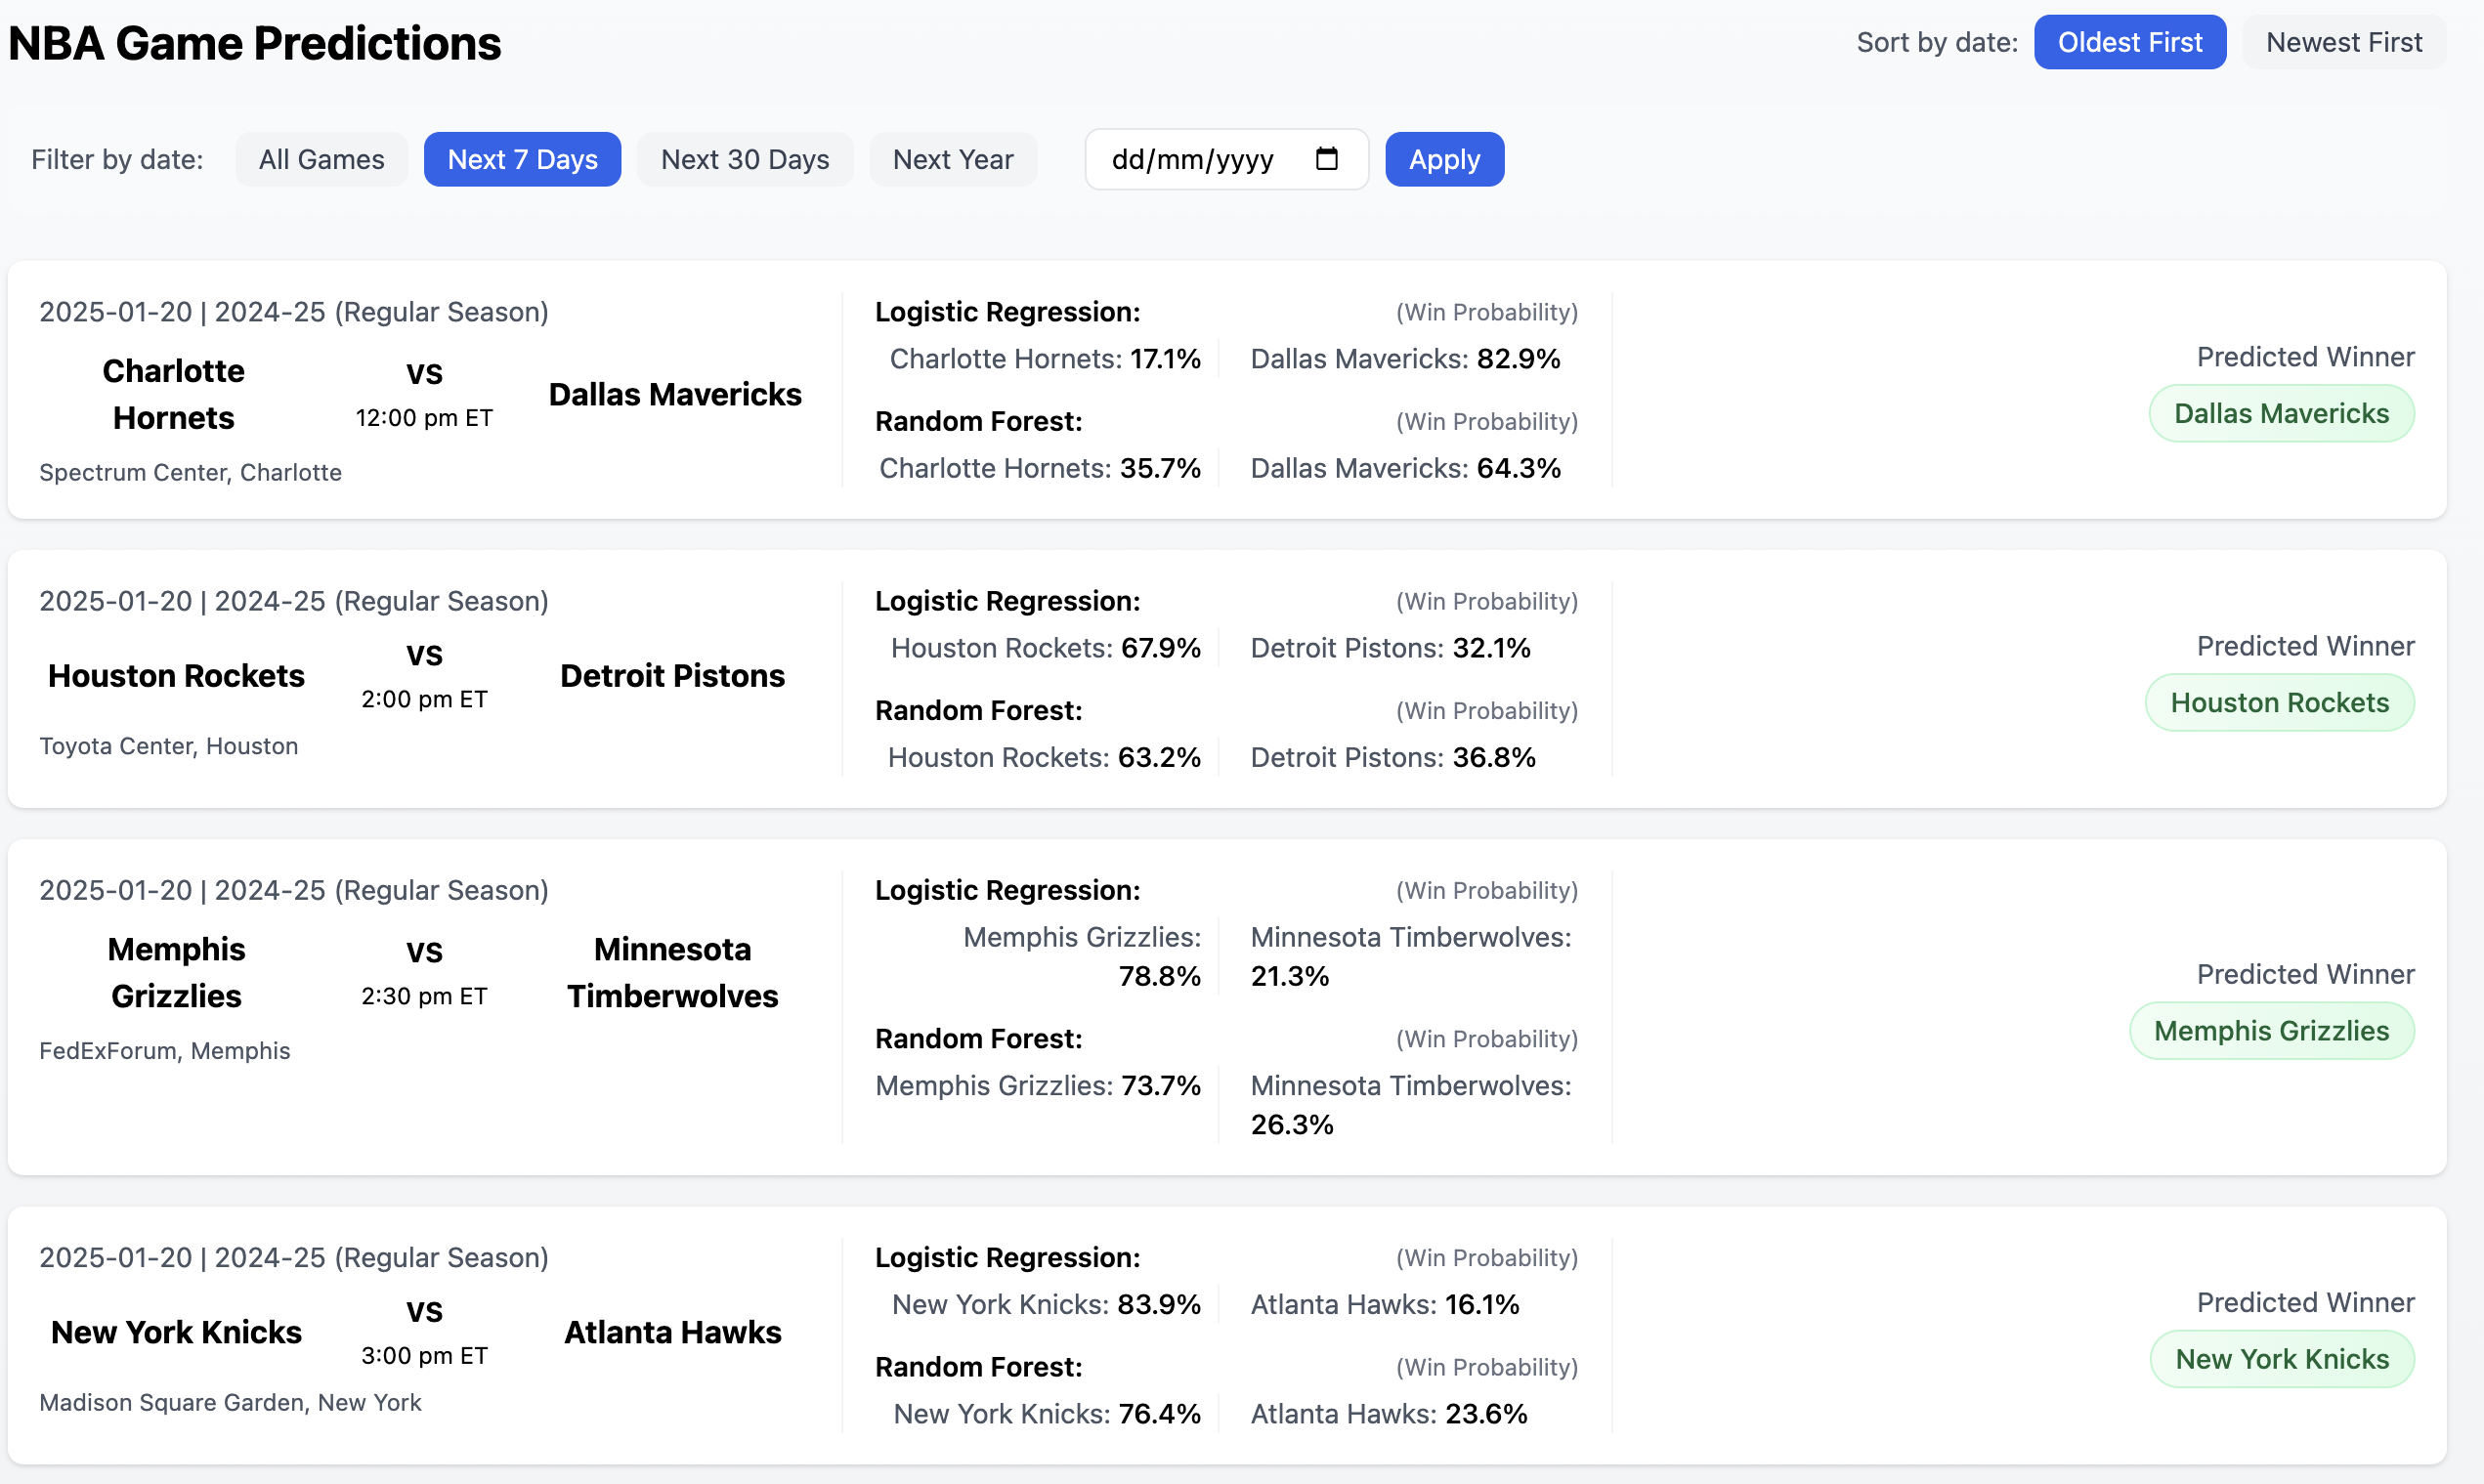 NBA Game Predictions
Sort by date: Oldest First Newest First
Filter by date: All Games Next 7 Days Next 30 Days Next Year dd/mm/yyyy Apply
2025-01-20 | 2024-25 (Regular Season)
Charlotte
Hornets
VS
12:00 pm ET
Dallas Mavericks
Spectrum Center, Charlotte
Logistic Regression: (Win Probability)
Charlotte Hornets: 17.1% Dallas Mavericks: 82.9%
Random Forest: (Win Probability)
Charlotte Hornets: 35.7% Dallas Mavericks: 64.3%
Predicted Winner
Dallas Mavericks
2025-01-20 | 2024-25 (Regular Season)
Houston Rockets
VS
2:00 pm ET
Detroit Pistons
Toyota Center, Houston
Logistic Regression: (Win Probability)
Houston Rockets: 67.9% Detroit Pistons: 32.1%
Random Forest: (Win Probability)
Houston Rockets: 63.2% Detroit Pistons: 36.8%
Predicted Winner
Houston Rockets
2025-01-20 | 2024-25 (Regular Season)
Memphis
Grizzlies
VS
2:30 pm ET
Minnesota
Timberwolves
FedExForum, Memphis
Logistic Regression: (Win Probability)
Memphis Grizzlies:
78.8%
Minnesota Timberwolves:
21.3%
Random Forest: (Win Probability)
Memphis Grizzlies: 73.7%
Minnesota Timberwolves:
26.3%
Predicted Winner
Memphis Grizzlies
2025-01-20 | 2024-25 (Regular Season)
New York Knicks
VS
3:00 pm ET
Atlanta Hawks
Madison Square Garden, New York
Logistic Regression: (Win Probability)
New York Knicks: 83.9% Atlanta Hawks: 16.1%
Random Forest: (Win Probability)
New York Knicks: 76.4% Atlanta Hawks: 23.6%
Predicted Winner
New York Knicks